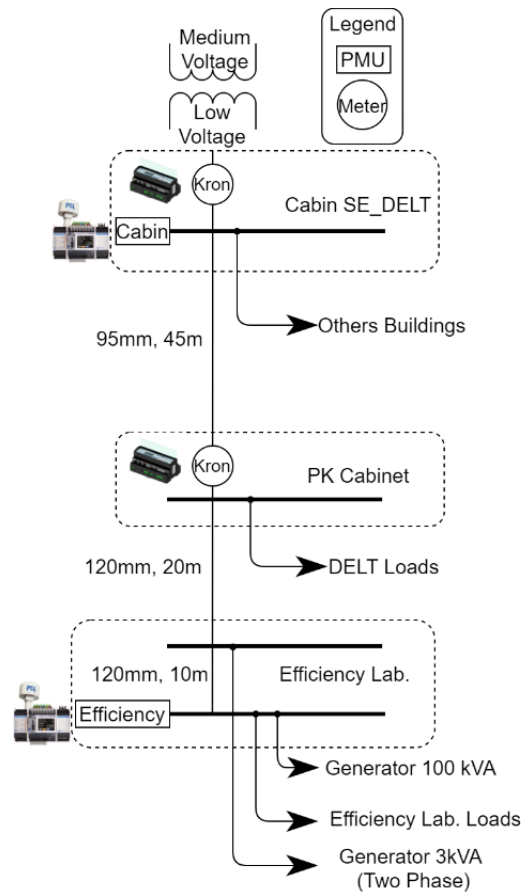 Legend
PMU
Meter
Medium
Voltage
Low
Voltage
Kron
Cabin SE_DELT
Cabin
Others Buildings
95mm, 45m
Kron
PK Cabinet
120mm, 20m
DELT Loads
120mm, 10m
Efficiency Lab.
Efficiency
Generator 100 kVA
Efficiency Lab. Loads
Generator 3kVA
(Two Phase)